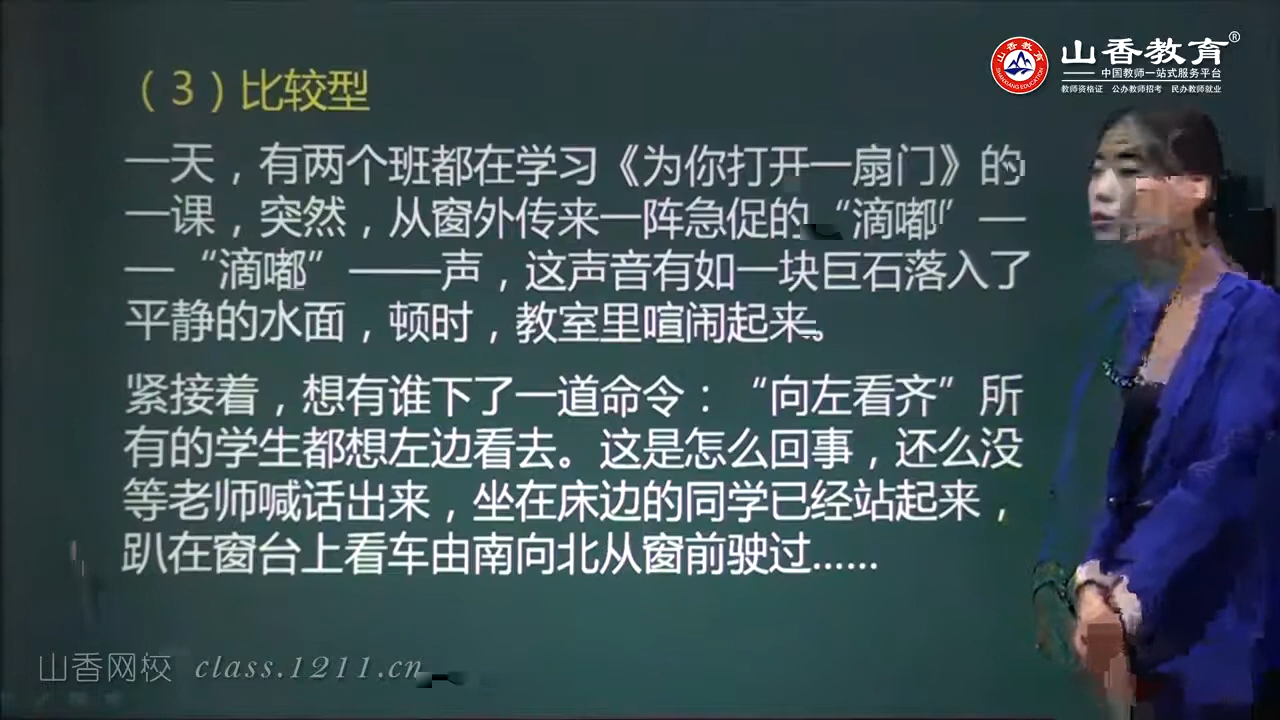 山香教育®
中国教师一站式服务平台
教师资格证 公办教师招考 民办教师就业
（3）比较型
一天，有两个班都在学习《为你打开一扇门》的
一课，突然，从窗外传来一阵急促的“滴嘟”—
—“滴嘟”——声，这声音有如一块巨石落入了
平静的水面，顿时，教室里喧闹起来。
紧接着，想有谁下了一道命令：“向左看齐”所
有的学生都想左边看去。这是怎么回事，还么没
等老师喊话出来，坐在床边的同学已经站起来，
趴在窗台上看车由南向北从窗前驶过……
山香网校 class.1211.cn